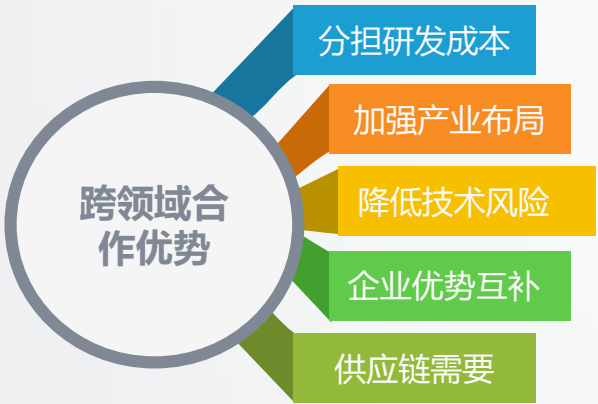 跨领域合
作优势
分担研发成本
加强产业布局
降低技术风险
企业优势互补
供应链需要